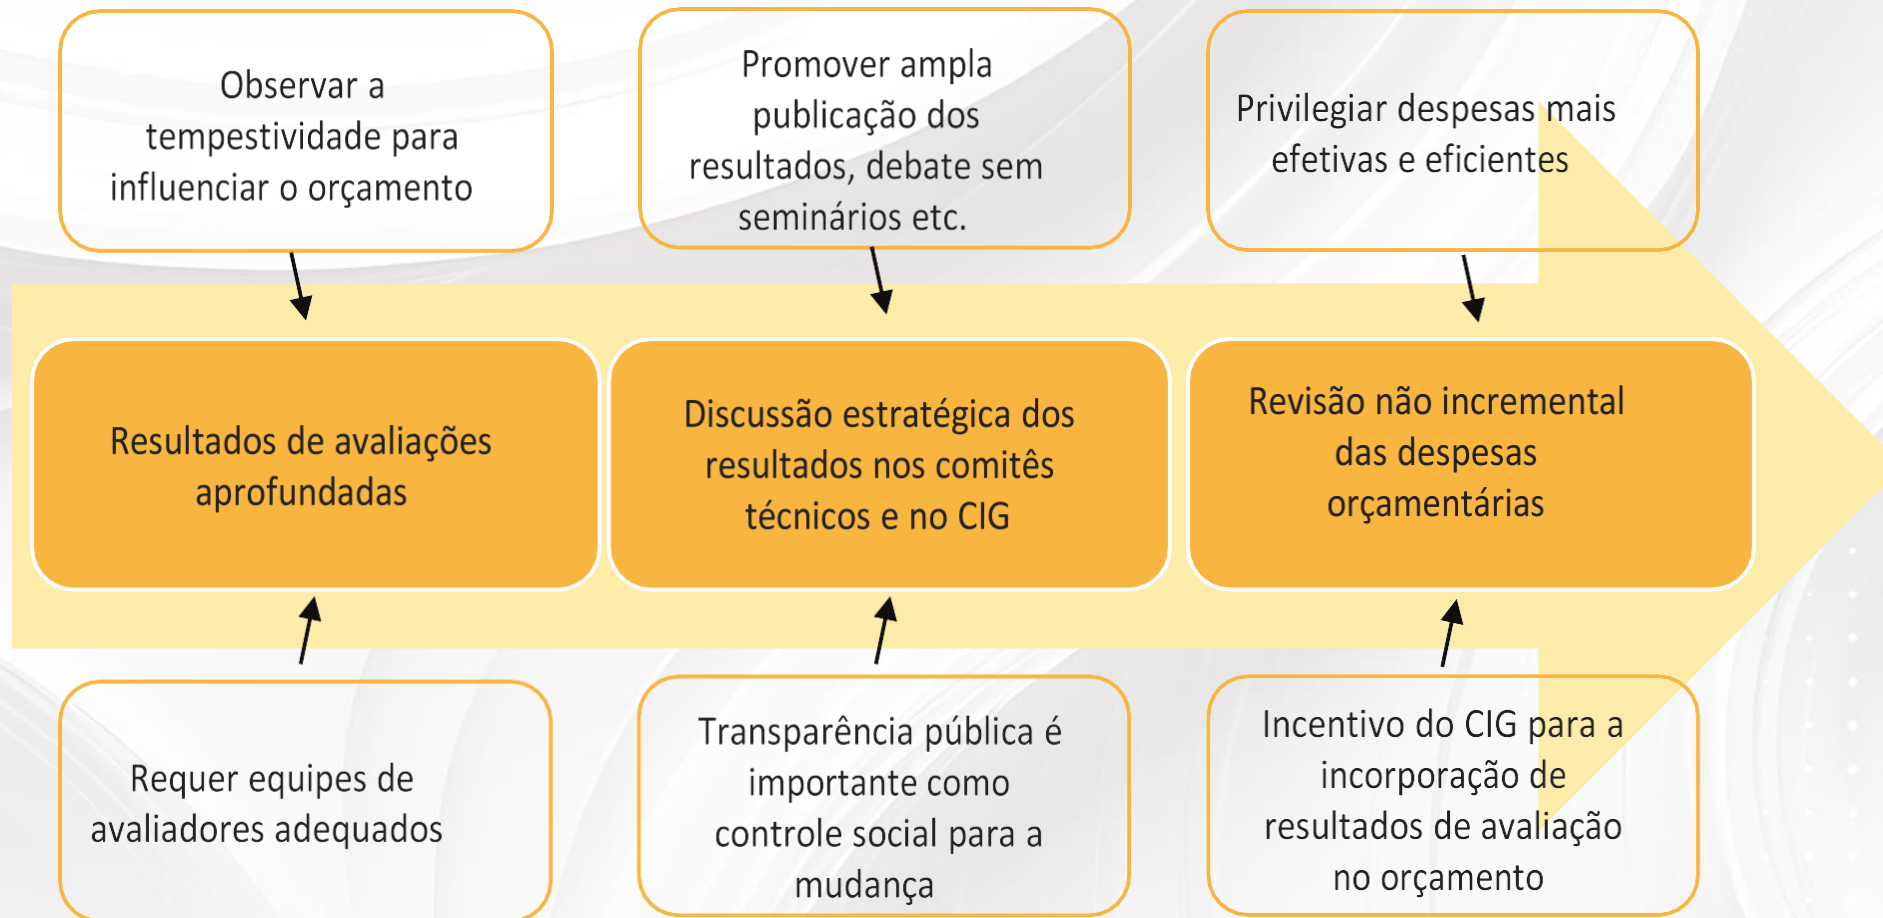 Observar a
tempestividade para
influenciar o orçamento
Promover ampla
publicação dos
resultados, debate sem
seminários etc.
Privilegiar despesas mais
efetivas e eficientes
Resultados de avaliações
aprofundadas
Discussão estratégica dos
resultados nos comitês
técnicos e no CIG
Revisão não incremental
das despesas
orçamentárias
Requer equipes de
avaliadores adequados
Transparência pública é
importante como
controle social para a
mudança
Incentivo do CIG para a
incorporação de
resultados de avaliação
no orçamento